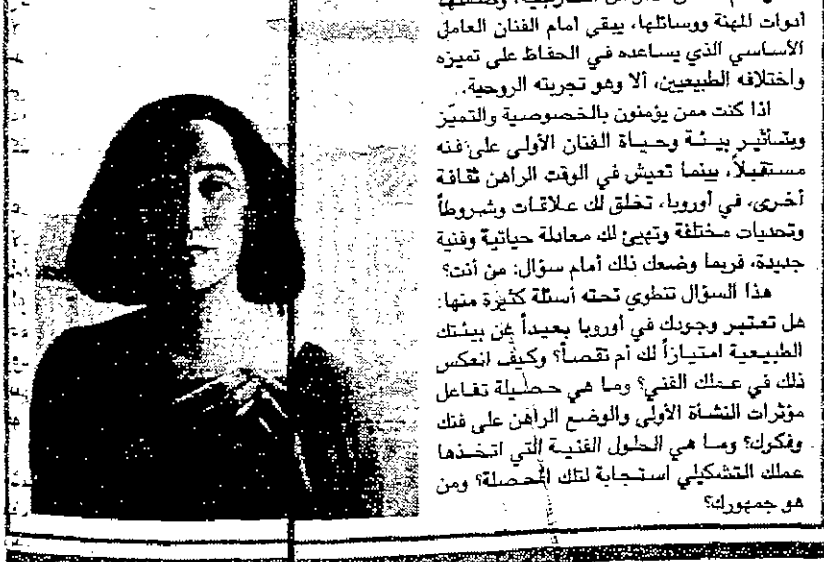 أدوات للمهنة ووسائلها، يبقى امام الفنان العامل
الأساسي الذي يساعده في الحفاظ على تميزه
واختلافه الطبيعيين، ألا وهو تجربته الروحية.
اذا كنت ممن يؤمنون بالخصوصية والتميّز
وبتأثير بيئة وحياة الفنان الأولى على فنه
مستقبلاً، بينما تعيش في الوقت الراهن ثقافة
أخرى، في أوروبا، تخلق لك علاقات وشروطاً
وتحديات مختلفة وتهيئ لك معادلة حياتية وفنية
جديدة، فربما وضعك ذلك أمام سؤال: من أنت؟
هذا السؤال تنطوي تحته أسئلة كثيرة منها:
هل تعتبر وجودك في أوروبا بعيداً عن بيئتك
الطبيعية امتيازاً لك أم نقصاً؟ وكيف انعكس
ذلك في عملك الفني؟ وما هي حصيلة تفاعل
مؤثرات النشأة الأولى والوضع الراهن على فنك
وفكرك؟ وما هي الحلول الفنية التي اتخذها
عملك التشكيلي استجابة لتلك المحصلة؟ ومن
هو جمهورك؟